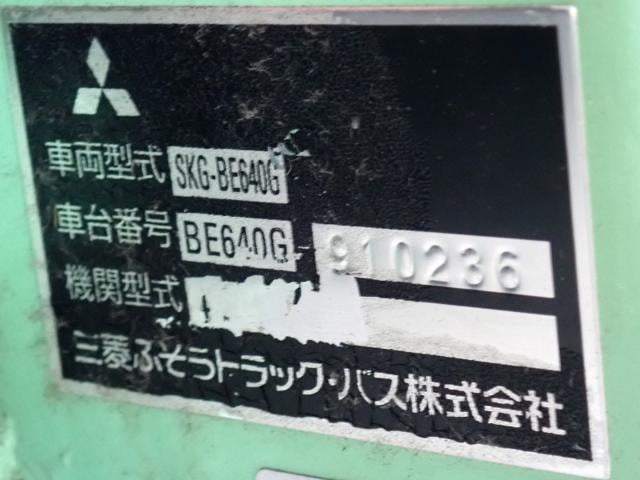 車両型式 SKG-BE640G
車台番号 BE640G-910236
機関型式 4
三菱ふそうトラック・バス株式会社